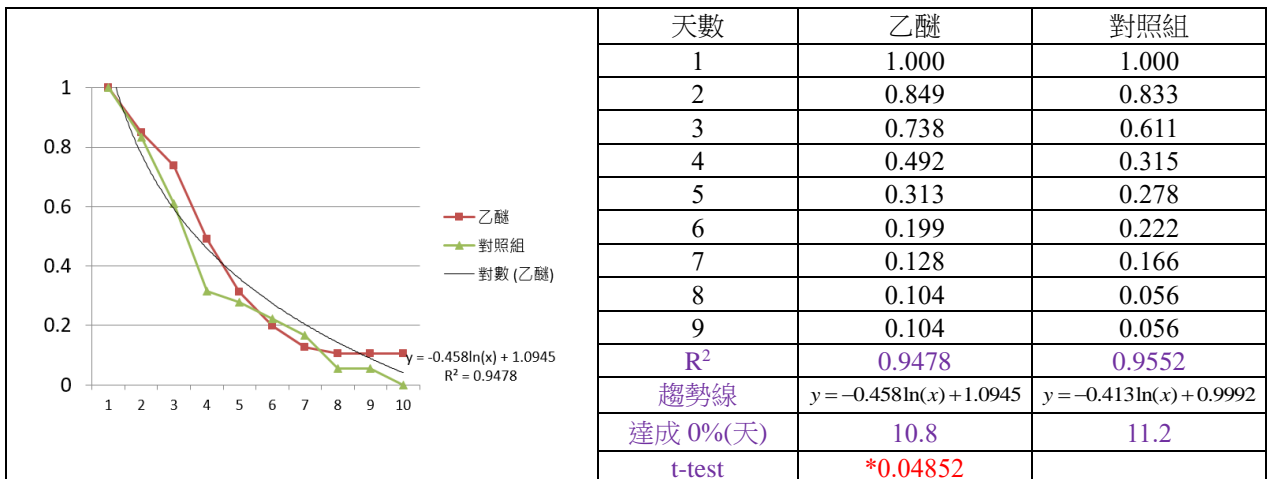 1
0.8
0.6
0.4
0.2
0
1 2 3 4 5 6 7 8 9 10
乙醚
對照組
對數 (乙醚)
y = -0.458ln(x) + 1.0945
R² = 0.9478
天數 乙醚 對照組
1 1.000 1.000
2 0.849 0.833
3 0.738 0.611
4 0.492 0.315
5 0.313 0.278
6 0.199 0.222
7 0.128 0.166
8 0.104 0.056
9 0.104 0.056
R² 0.9478 0.9552
趨勢線 y = −0.458ln(x) + 1.0945 y = −0.413ln(x) + 0.9992
達成 0%(天) 10.8 11.2
t-test *0.04852